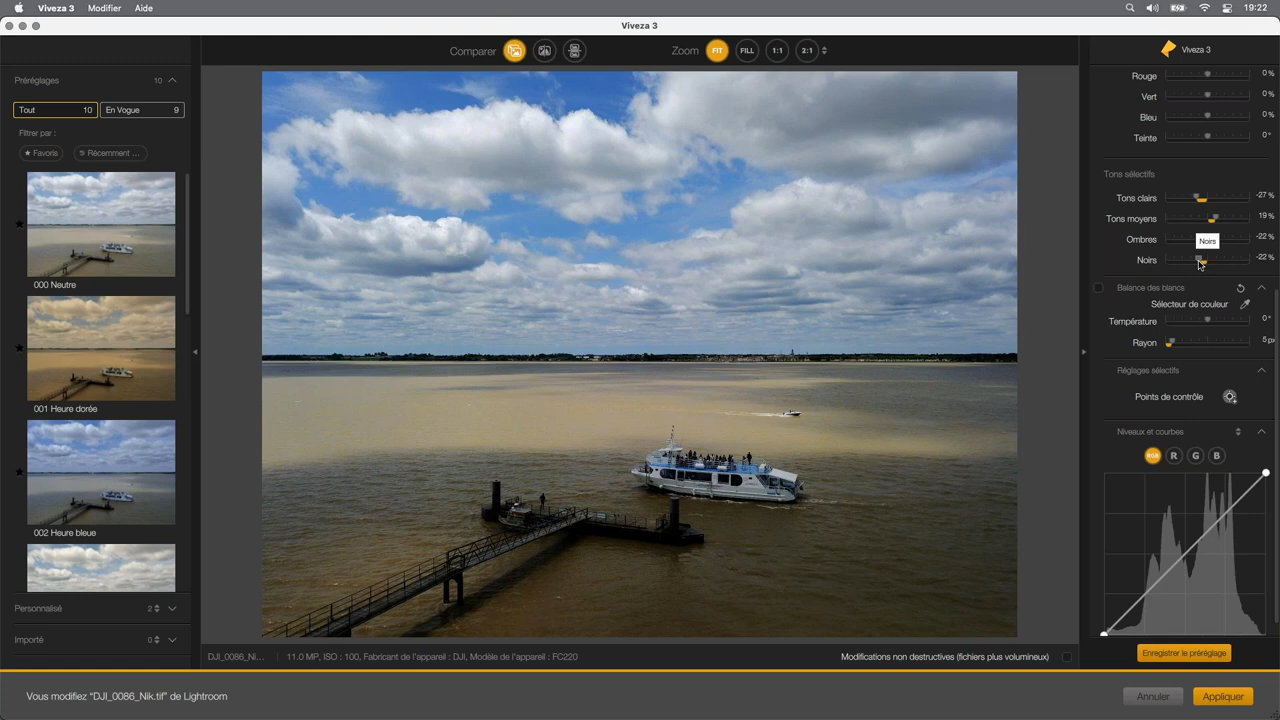 Viveza 3 Modifier Aide 19:22
Viveza 3
Comparer Zoom FIT FILL 1:1 2:1
Viveza 3
Préréglages 10
Tout 10 En Vogue 9
Filtrer par :
Favoris Récemment ...
000 Neutre
001 Heure dorée
002 Heure bleue
Personnalisé 2
Importé 0
Rouge 0 %
Vert 0 %
Bleu 0 %
Teinte 0 °
Tons sélectifs
Tons clairs -27 %
Tons moyens 19 %
Ombres -22 %
Noirs
Noirs -22 %
Balance des blancs
Sélecteur de couleur
Température 0 °
Rayon 5 px
Réglages sélectifs
Points de contrôle
Niveaux et courbes
RGB R G B
DJI_0086_Ni... 11.0 MP, ISO : 100, Fabricant de l'appareil : DJI, Modèle de l'appareil : FC220 Modifications non destructives (fichiers plus volumineux)
Enregistrer le préréglage
Vous modifiez “DJI_0086_Nik.tif” de Lightroom
Annuler Appliquer